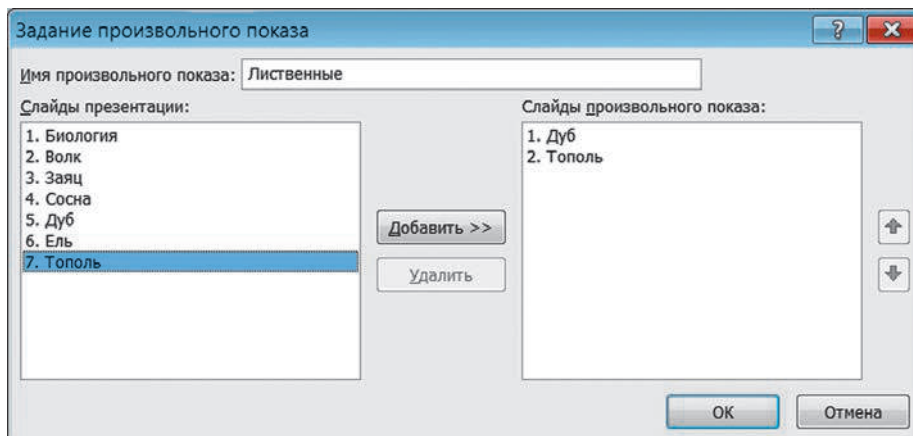 Задание произвольного показа
Имя произвольного показа: Лиственные
Слайды презентации:
1. Биология
2. Волк
3. Заяц
4. Сосна
5. Дуб
6. Ель
7. Тополь
Добавить >>
Удалить
Слайды произвольного показа:
1. Дуб
2. Тополь
ОК
Отмена